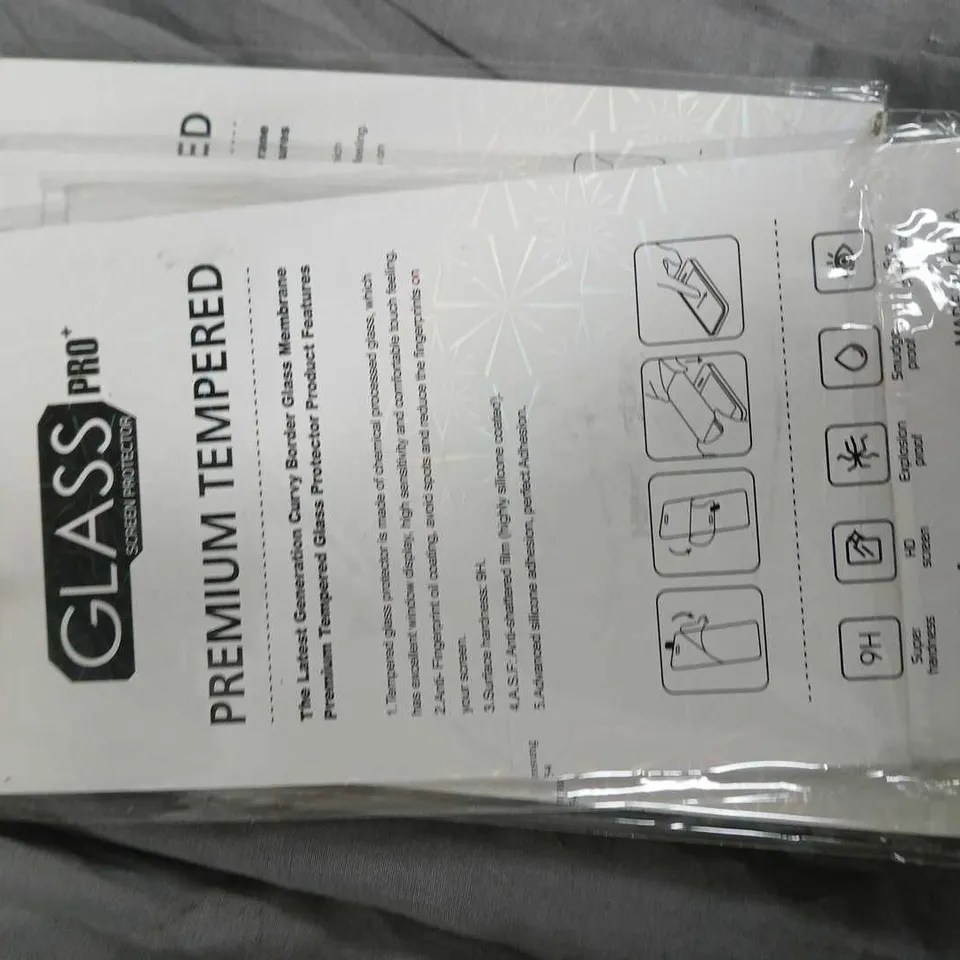 GLASS
PRO+
SCREEN PROTECTOR
PREMIUM TEMPERED
The Latest Generation Curvy Border Glass Membrane
Premium Tempered Glass Protector Product Features
1.Tempered glass protector is made of chemical processed glass, which
has excellent window display, high sensitivity and comfortable touch feeling.
2.Anti- Fingerprint oil coating, avoid spots and reduce the fingerprints on
your screen.
3.Surface hardness: 9H.
4.A.S.F: Anti-shattered film (highly silicone coated).
5.Advanced silicone adhesion, perfect Adhesion.
9H
Super
hardness
HD
screen
Explosion
proof
Smudge
proof
ED
feeling.
on